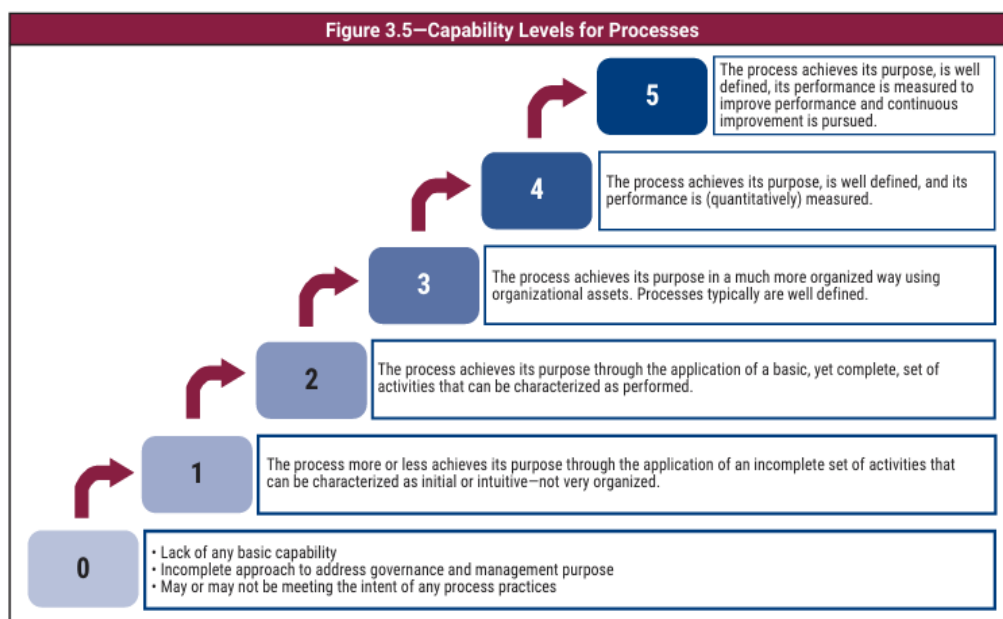 Figure 3.5—Capability Levels for Processes
5
The process achieves its purpose, is well
defined, its performance is measured to
improve performance and continuous
improvement is pursued.
4
The process achieves its purpose, is well defined, and its
performance is (quantitatively) measured.
3
The process achieves its purpose in a much more organized way using
organizational assets. Processes typically are well defined.
2
The process achieves its purpose through the application of a basic, yet complete, set of
activities that can be characterized as performed.
1
The process more or less achieves its purpose through the application of an incomplete set of activities that
can be characterized as initial or intuitive—not very organized.
0
• Lack of any basic capability
• Incomplete approach to address governance and management purpose
• May or may not be meeting the intent of any process practices